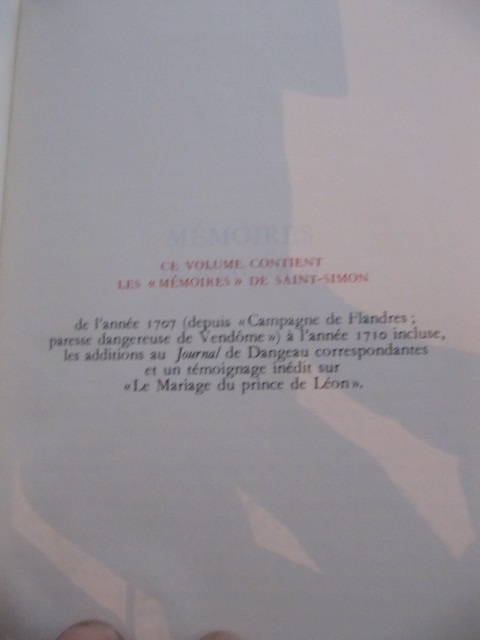 MÉMOIRES
CE VOLUME CONTIENT
LES « MÉMOIRES » DE SAINT-SIMON
de l'année 1707 (depuis « Campagne de Flandres ;
paresse dangereuse de Vendôme ») à l'année 1710 incluse,
les additions au Journal de Dangeau correspondantes
et un témoignage inédit sur
« Le Mariage du prince de Léon ».